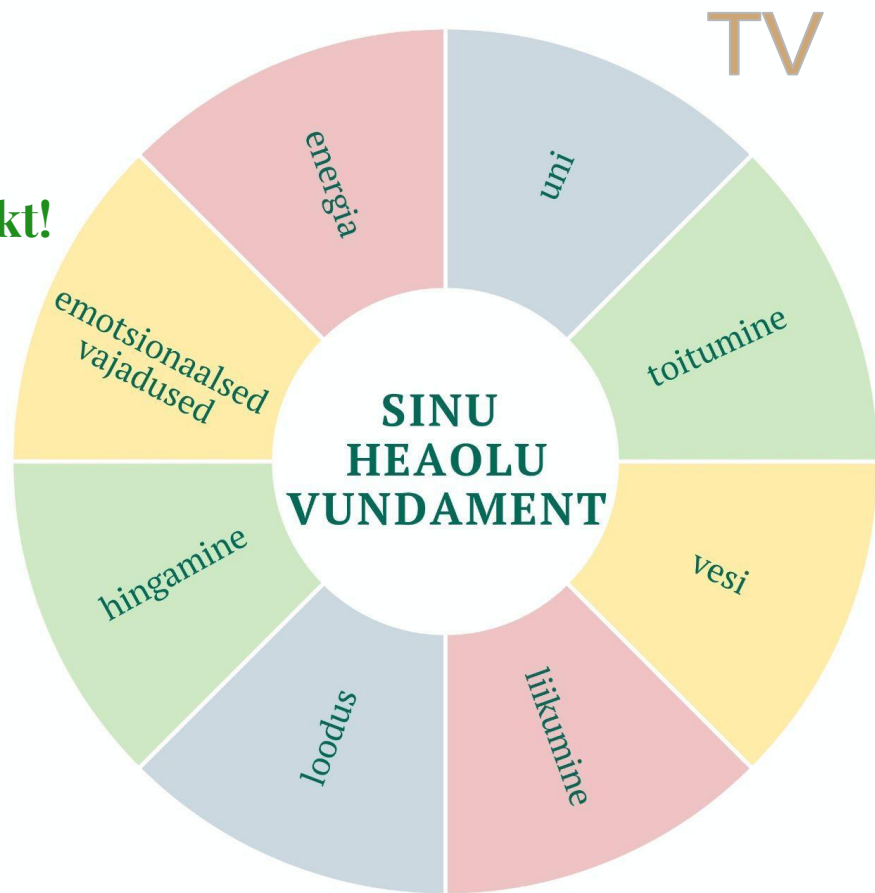 TV
kt!
energia
uni
toitumine
vesi
liikumine
loodus
hingamine
emotsionaalsed
vajadused
SINU
HEAOLU
VUNDAMENT